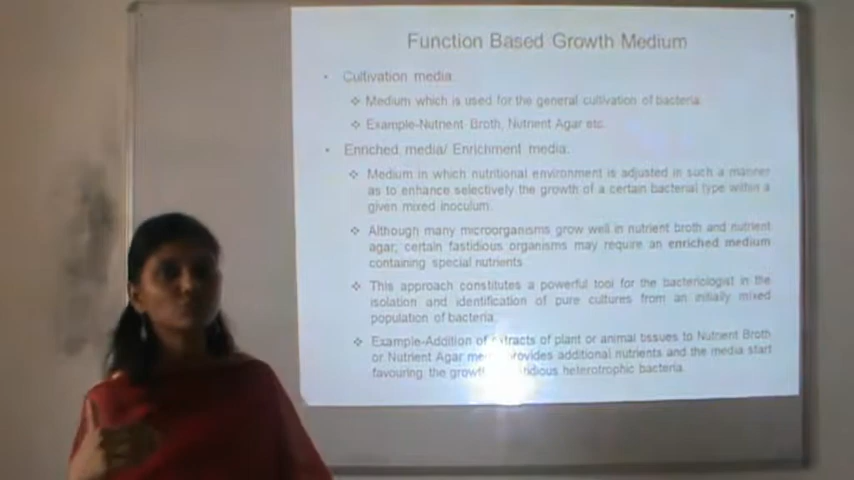 Function Based Growth Medium
• Cultivation media:
❖ Medium which is used for the general cultivation of bacteria.
❖ Example-Nutrient Broth, Nutrient Agar etc.
• Enriched media/ Enrichment media:
❖ Medium in which nutritional environment is adjusted in such a manner
as to enhance selectively the growth of a certain bacterial type within a
given mixed inoculum.
❖ Although many microorganisms grow well in nutrient broth and nutrient
agar, certain fastidious organisms may require an enriched medium
containing special nutrients.
❖ This approach constitutes a powerful tool for the bacteriologist in the
isolation and identification of pure cultures from an initially mixed
population of bacteria.
❖ Example-Addition of extracts of plant or animal tissues to Nutrient Broth
or Nutrient Agar provides additional nutrients and the media start
favouring the growth heterotrophic bacteria.